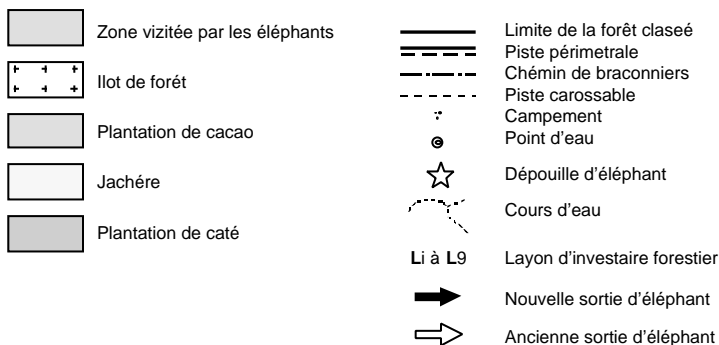 Zone vizitée par les éléphants
Ilot de forét
Plantation de cacao
Jachére
Plantation de caté
Limite de la forêt claseé
Piste périmetrale
Chémin de braconniers
Piste carossable
Campement
Point d'eau
Dépouille d'éléphant
Cours d'eau
Li à L9 Layon d'investaire forestier
Nouvelle sortie d'éléphant
Ancienne sortie d'éléphant